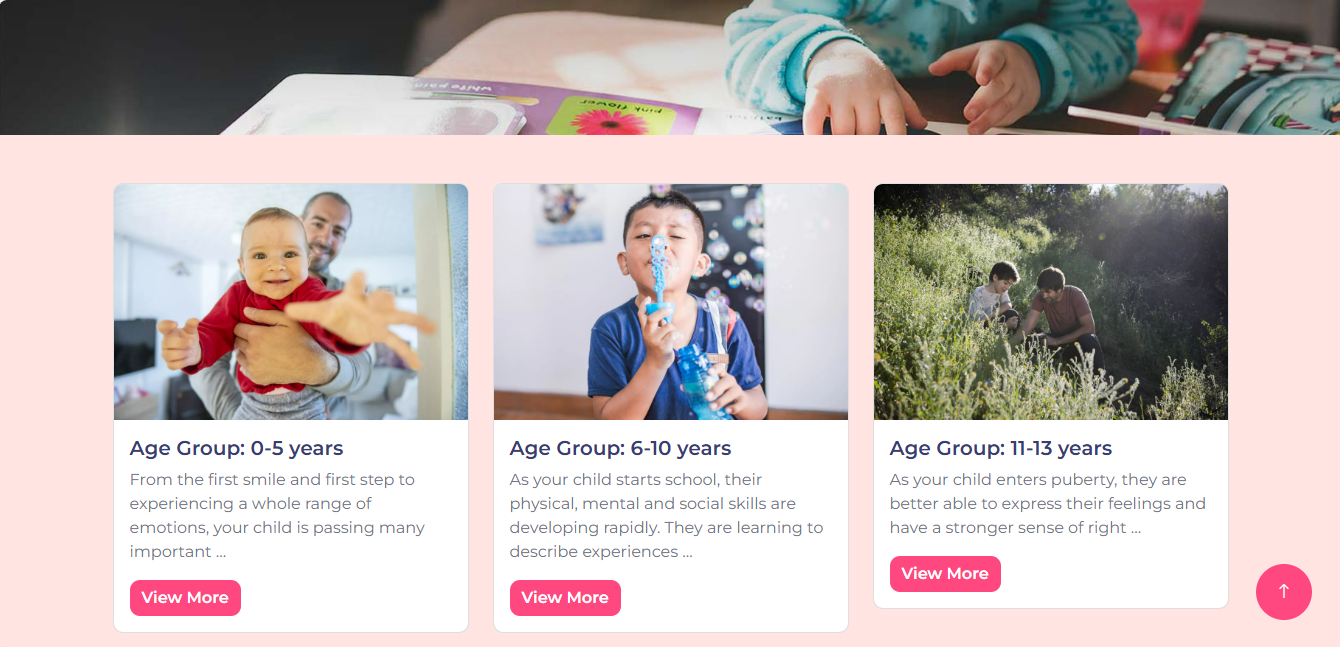 white pain
pink flower
Age Group: 0-5 years
From the first smile and first step to
experiencing a whole range of
emotions, your child is passing many
important ...
View More
Age Group: 6-10 years
As your child starts school, their
physical, mental and social skills are
developing rapidly. They are learning to
describe experiences ...
View More
Age Group: 11-13 years
As your child enters puberty, they are
better able to express their feelings and
have a stronger sense of right ...
View More
↑